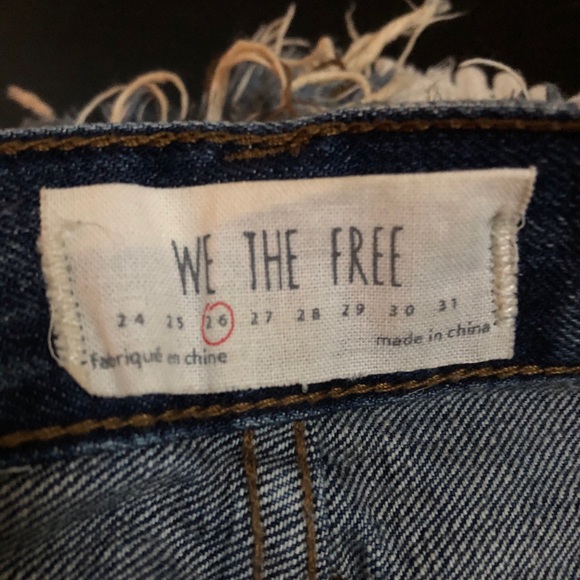 WE THE FREE
24 25 26 27 28 29 30 31
fabriqué en chine
made in china